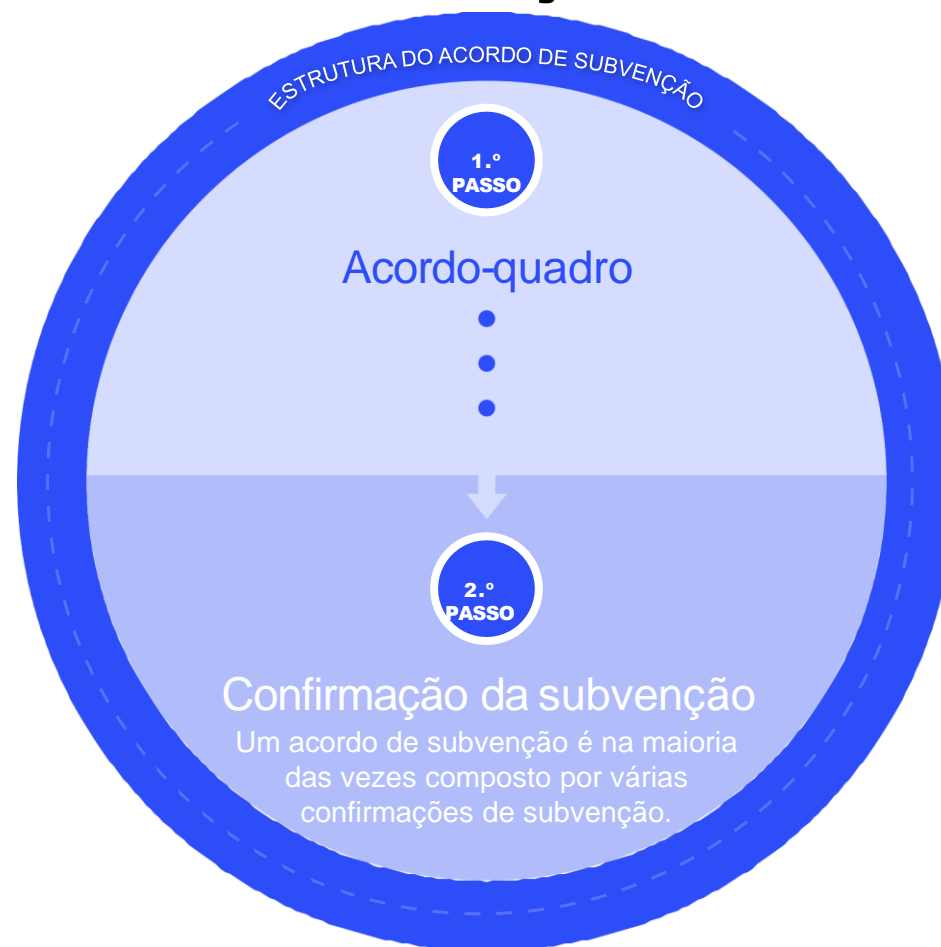 ESTRUTURA DO ACORDO DE SUBVENÇÃO
1.º
PASSO
Acordo-quadro
2.º
PASSO
Confirmação da subvenção
Um acordo de subvenção é na maioria
das vezes composto por várias
confirmações de subvenção.